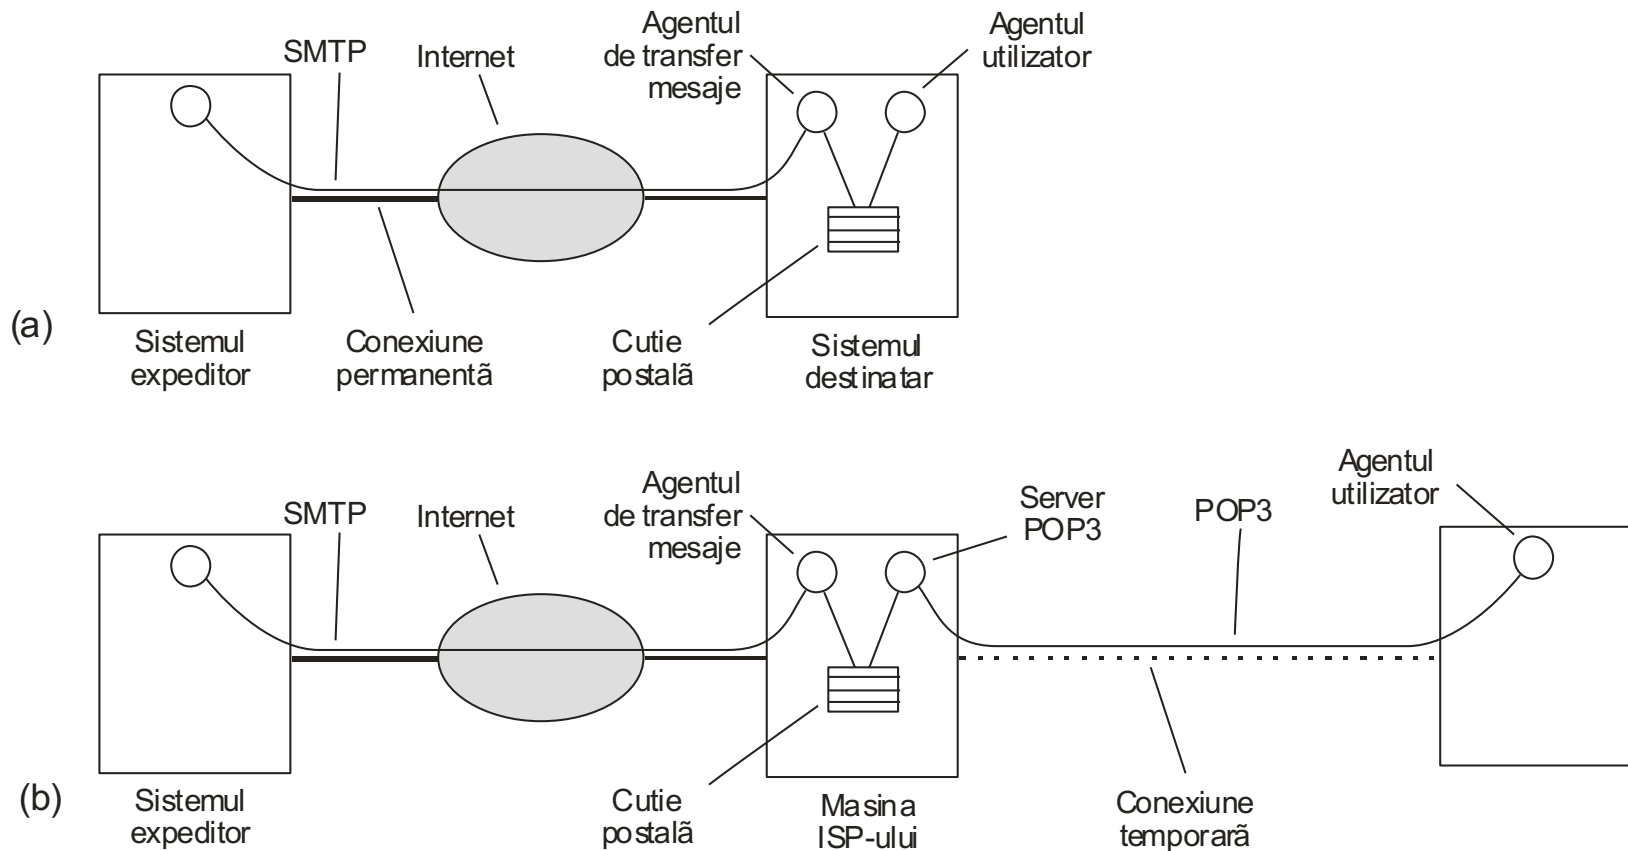 SMTP
Internet
Agentul
de transfer
mesaje
Agentul
utilizator
(a)
Sistemul
expeditor
Conexiune
permanentã
Cutie
postalã
Sistemul
destinatar
SMTP
Internet
Agentul
de transfer
mesaje
Server
POP3
POP3
Agentul
utilizator
(b)
Sistemul
expeditor
Cutie
postalã
Masina
ISP-ului
Conexiune
temporarã